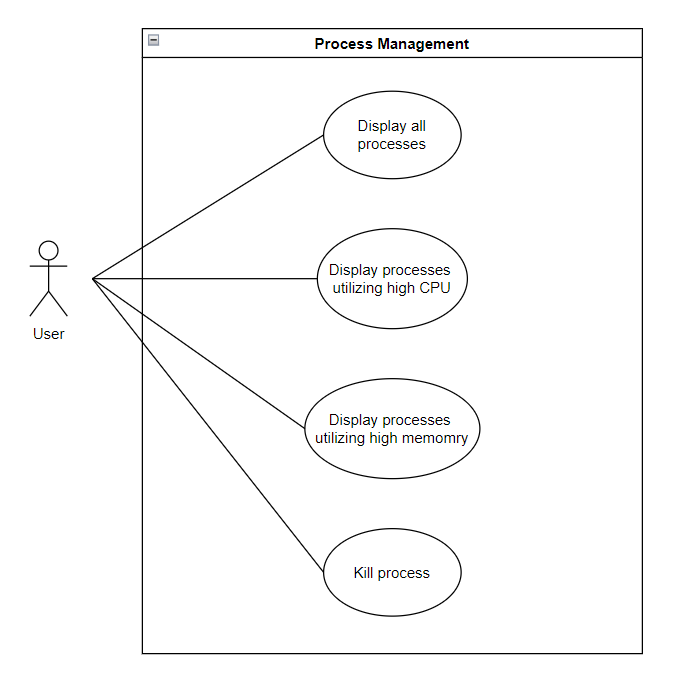 Process Management
Display all
processes
Display processes
utilizing high CPU
User
Display processes
utilizing high memomry
Kill process